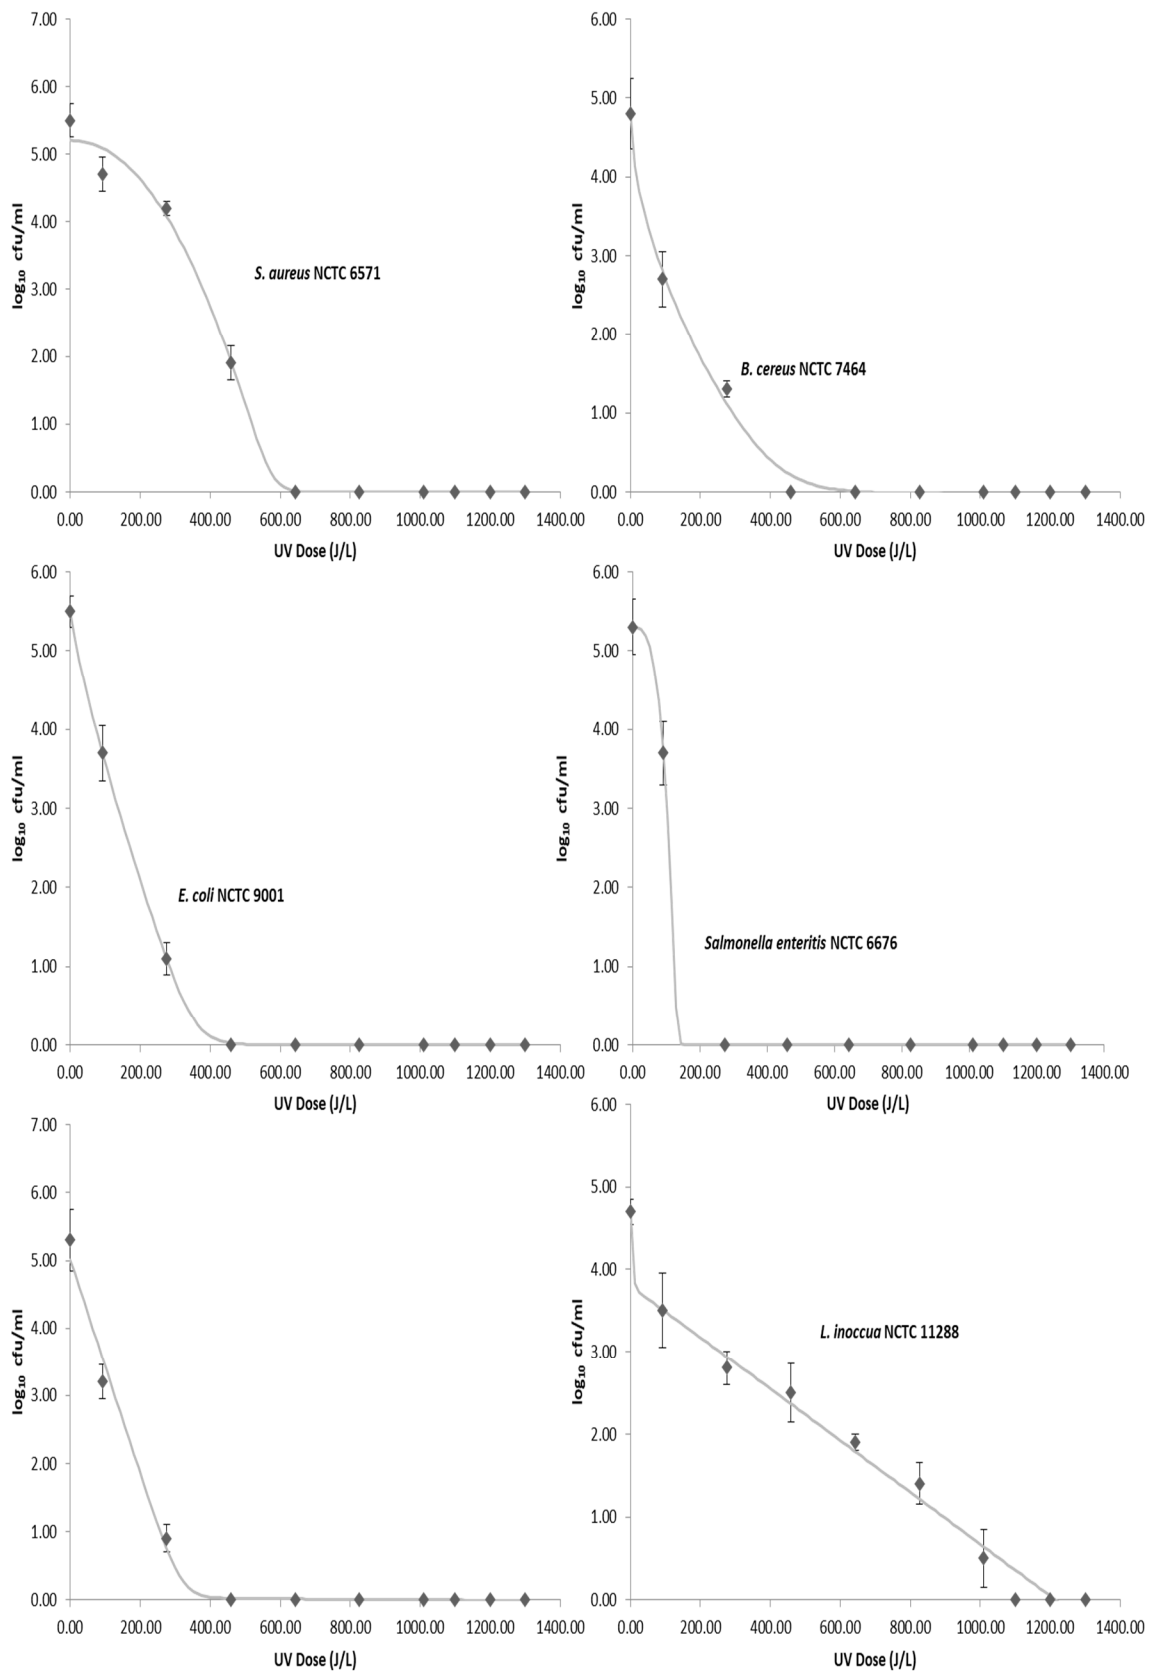 7.00
6.00
5.00
4.00
3.00
2.00
1.00
0.00
log₁₀ cfu/ml
S. aureus NCTC 6571
0.00 200.00 400.00 600.00 800.00 1000.00 1200.00 1400.00
UV Dose (J/L)
6.00
5.00
4.00
3.00
2.00
1.00
0.00
log₁₀ cfu/ml
B. cereus NCTC 7464
0.00 200.00 400.00 600.00 800.00 1000.00 1200.00 1400.00
UV Dose (J/L)
6.00
5.00
4.00
3.00
2.00
1.00
0.00
log₁₀ cfu/ml
E. coli NCTC 9001
0.00 200.00 400.00 600.00 800.00 1000.00 1200.00 1400.00
UV Dose (J/L)
6.00
5.00
4.00
3.00
2.00
1.00
0.00
log₁₀ cfu/ml
Salmonella enteritis NCTC 6676
0.00 200.00 400.00 600.00 800.00 1000.00 1200.00 1400.00
UV Dose (J/L)
7.00
6.00
5.00
4.00
3.00
2.00
1.00
0.00
log₁₀ cfu/ml
0.00 200.00 400.00 600.00 800.00 1000.00 1200.00 1400.00
UV Dose (J/L)
6.00
5.00
4.00
3.00
2.00
1.00
0.00
log₁₀ cfu/ml
L. inoccua NCTC 11288
0.00 200.00 400.00 600.00 800.00 1000.00 1200.00 1400.00
UV Dose (J/L)